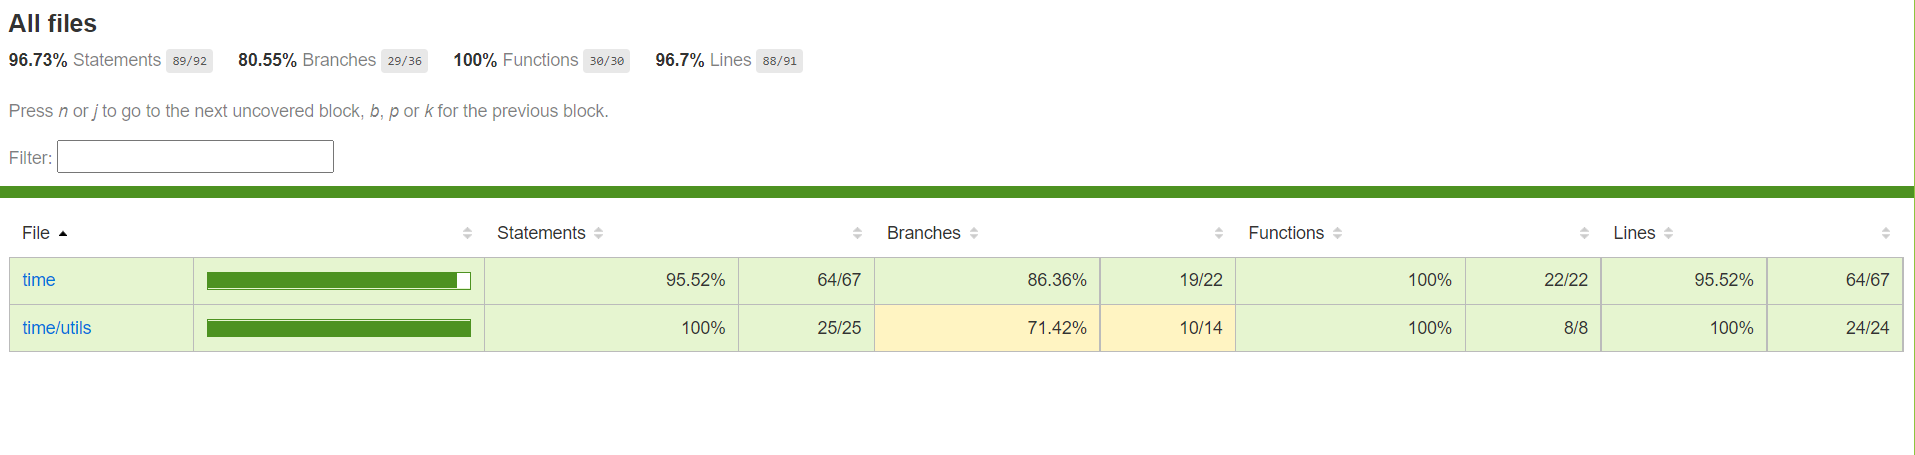 All files
96.73% Statements 89/92 80.55% Branches 29/36 100% Functions 30/30 96.7% Lines 88/91
Press n or j to go to the next uncovered block, b, p or k for the previous block.
Filter:
File Statements Branches Functions Lines
time 95.52% 64/67 86.36% 19/22 100% 22/22 95.52% 64/67
time/utils 100% 25/25 71.42% 10/14 100% 8/8 100% 24/24